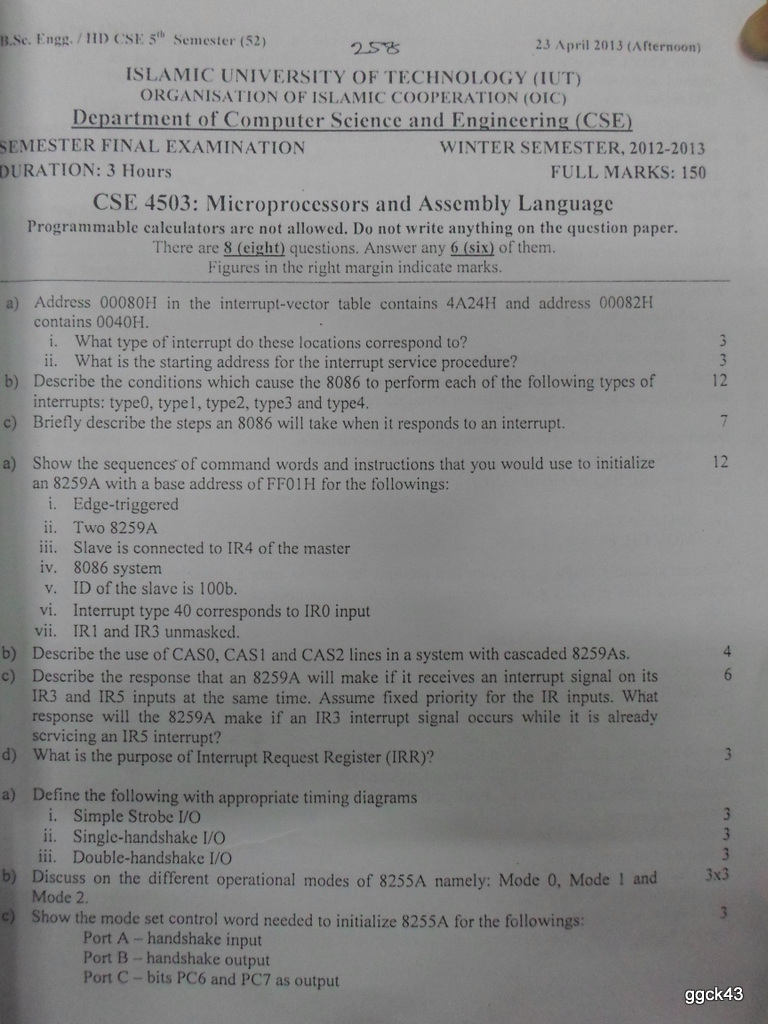 B.Sc. Engg. / HD CSE 5th Semester (52)
258
23 April 2013 (Afternoon)
ISLAMIC UNIVERSITY OF TECHNOLOGY (IUT)
ORGANISATION OF ISLAMIC COOPERATION (OIC)
Department of Computer Science and Engineering (CSE)
SEMESTER FINAL EXAMINATION WINTER SEMESTER, 2012-2013
DURATION: 3 Hours FULL MARKS: 150
CSE 4503: Microprocessors and Assembly Language
Programmable calculators are not allowed. Do not write anything on the question paper.
There are 8 (eight) questions. Answer any 6 (six) of them.
Figures in the right margin indicate marks.
a) Address 00080H in the interrupt-vector table contains 4A24H and address 00082H
contains 0040H.
i. What type of interrupt do these locations correspond to? 3
ii. What is the starting address for the interrupt service procedure? 3
b) Describe the conditions which cause the 8086 to perform each of the following types of 12
interrupts: type0, type1, type2, type3 and type4.
c) Briefly describe the steps an 8086 will take when it responds to an interrupt. 7
a) Show the sequences of command words and instructions that you would use to initialize 12
an 8259A with a base address of FF01H for the followings:
i. Edge-triggered
ii. Two 8259A
iii. Slave is connected to IR4 of the master
iv. 8086 system
v. ID of the slave is 100b.
vi. Interrupt type 40 corresponds to IR0 input
vii. IR1 and IR3 unmasked.
b) Describe the use of CAS0, CAS1 and CAS2 lines in a system with cascaded 8259As. 4
c) Describe the response that an 8259A will make if it receives an interrupt signal on its 6
IR3 and IR5 inputs at the same time. Assume fixed priority for the IR inputs. What
response will the 8259A make if an IR3 interrupt signal occurs while it is already
servicing an IR5 interrupt?
d) What is the purpose of Interrupt Request Register (IRR)? 3
a) Define the following with appropriate timing diagrams
i. Simple Strobe I/O 3
ii. Single-handshake I/O 3
iii. Double-handshake I/O 3
b) Discuss on the different operational modes of 8255A namely: Mode 0, Mode 1 and 3x3
Mode 2.
c) Show the mode set control word needed to initialize 8255A for the followings: 3
Port A – handshake input
Port B – handshake output
Port C – bits PC6 and PC7 as output
ggck43